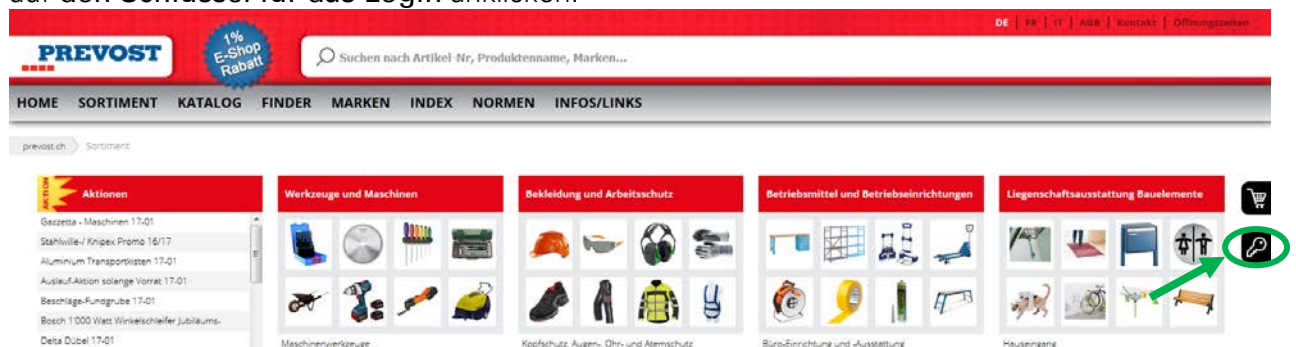 auf den Schlüssel für das Login anklicken.
DE | FR | IT | AGB | Kontakt | Öffnungszeiten
PREVOST
1%
E-Shop
Rabatt
Suchen nach Artikel-Nr, Produktenname, Marken...
HOME SORTIMENT KATALOG FINDER MARKEN INDEX NORMEN INFOS/LINKS
prevost.ch Sortiment
AKTION Aktionen
Gazzetta - Maschinen 17-01
Stahlwille-/ Knipex Promo 16/17
Aluminium Transportkisten 17-01
Auslauf-Aktion solange Vorrat 17-01
Beschläge-Fundgrube 17-01
Bosch 1'000 Watt Winkelschleifer Jubiläums-
Delta Dübel 17-01
Werkzeuge und Maschinen
Maschinenwerkzeuge
Bekleidung und Arbeitsschutz
Kopfschutz, Augen-, Ohr- und Atemschutz
Betriebsmittel und Betriebseinrichtungen
Büro-Einrichtung und -Ausstattung
Liegenschaftsausstattung Bauelemente
Hauseingang